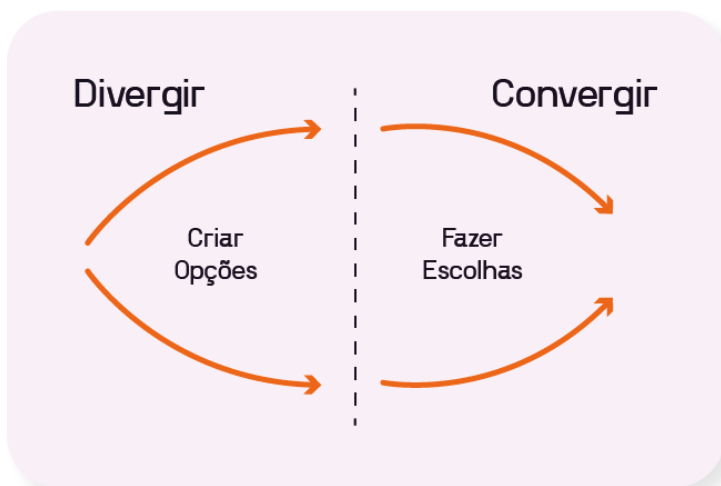 Divergir
Convergir
Criar
Opções
Fazer
Escolhas